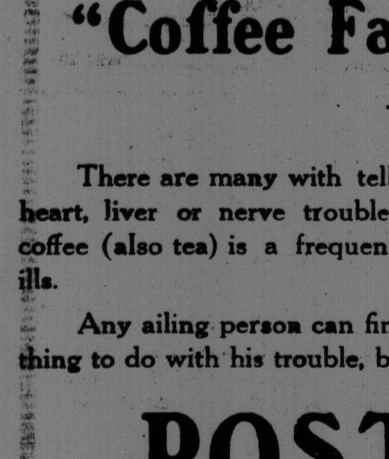 “Coffee Fa
There are many with tel
heart, liver or nerve trouble
coffee (also tea) is a frequen
ills.
Any ailing person can fin
thing to do with his trouble, b
POST